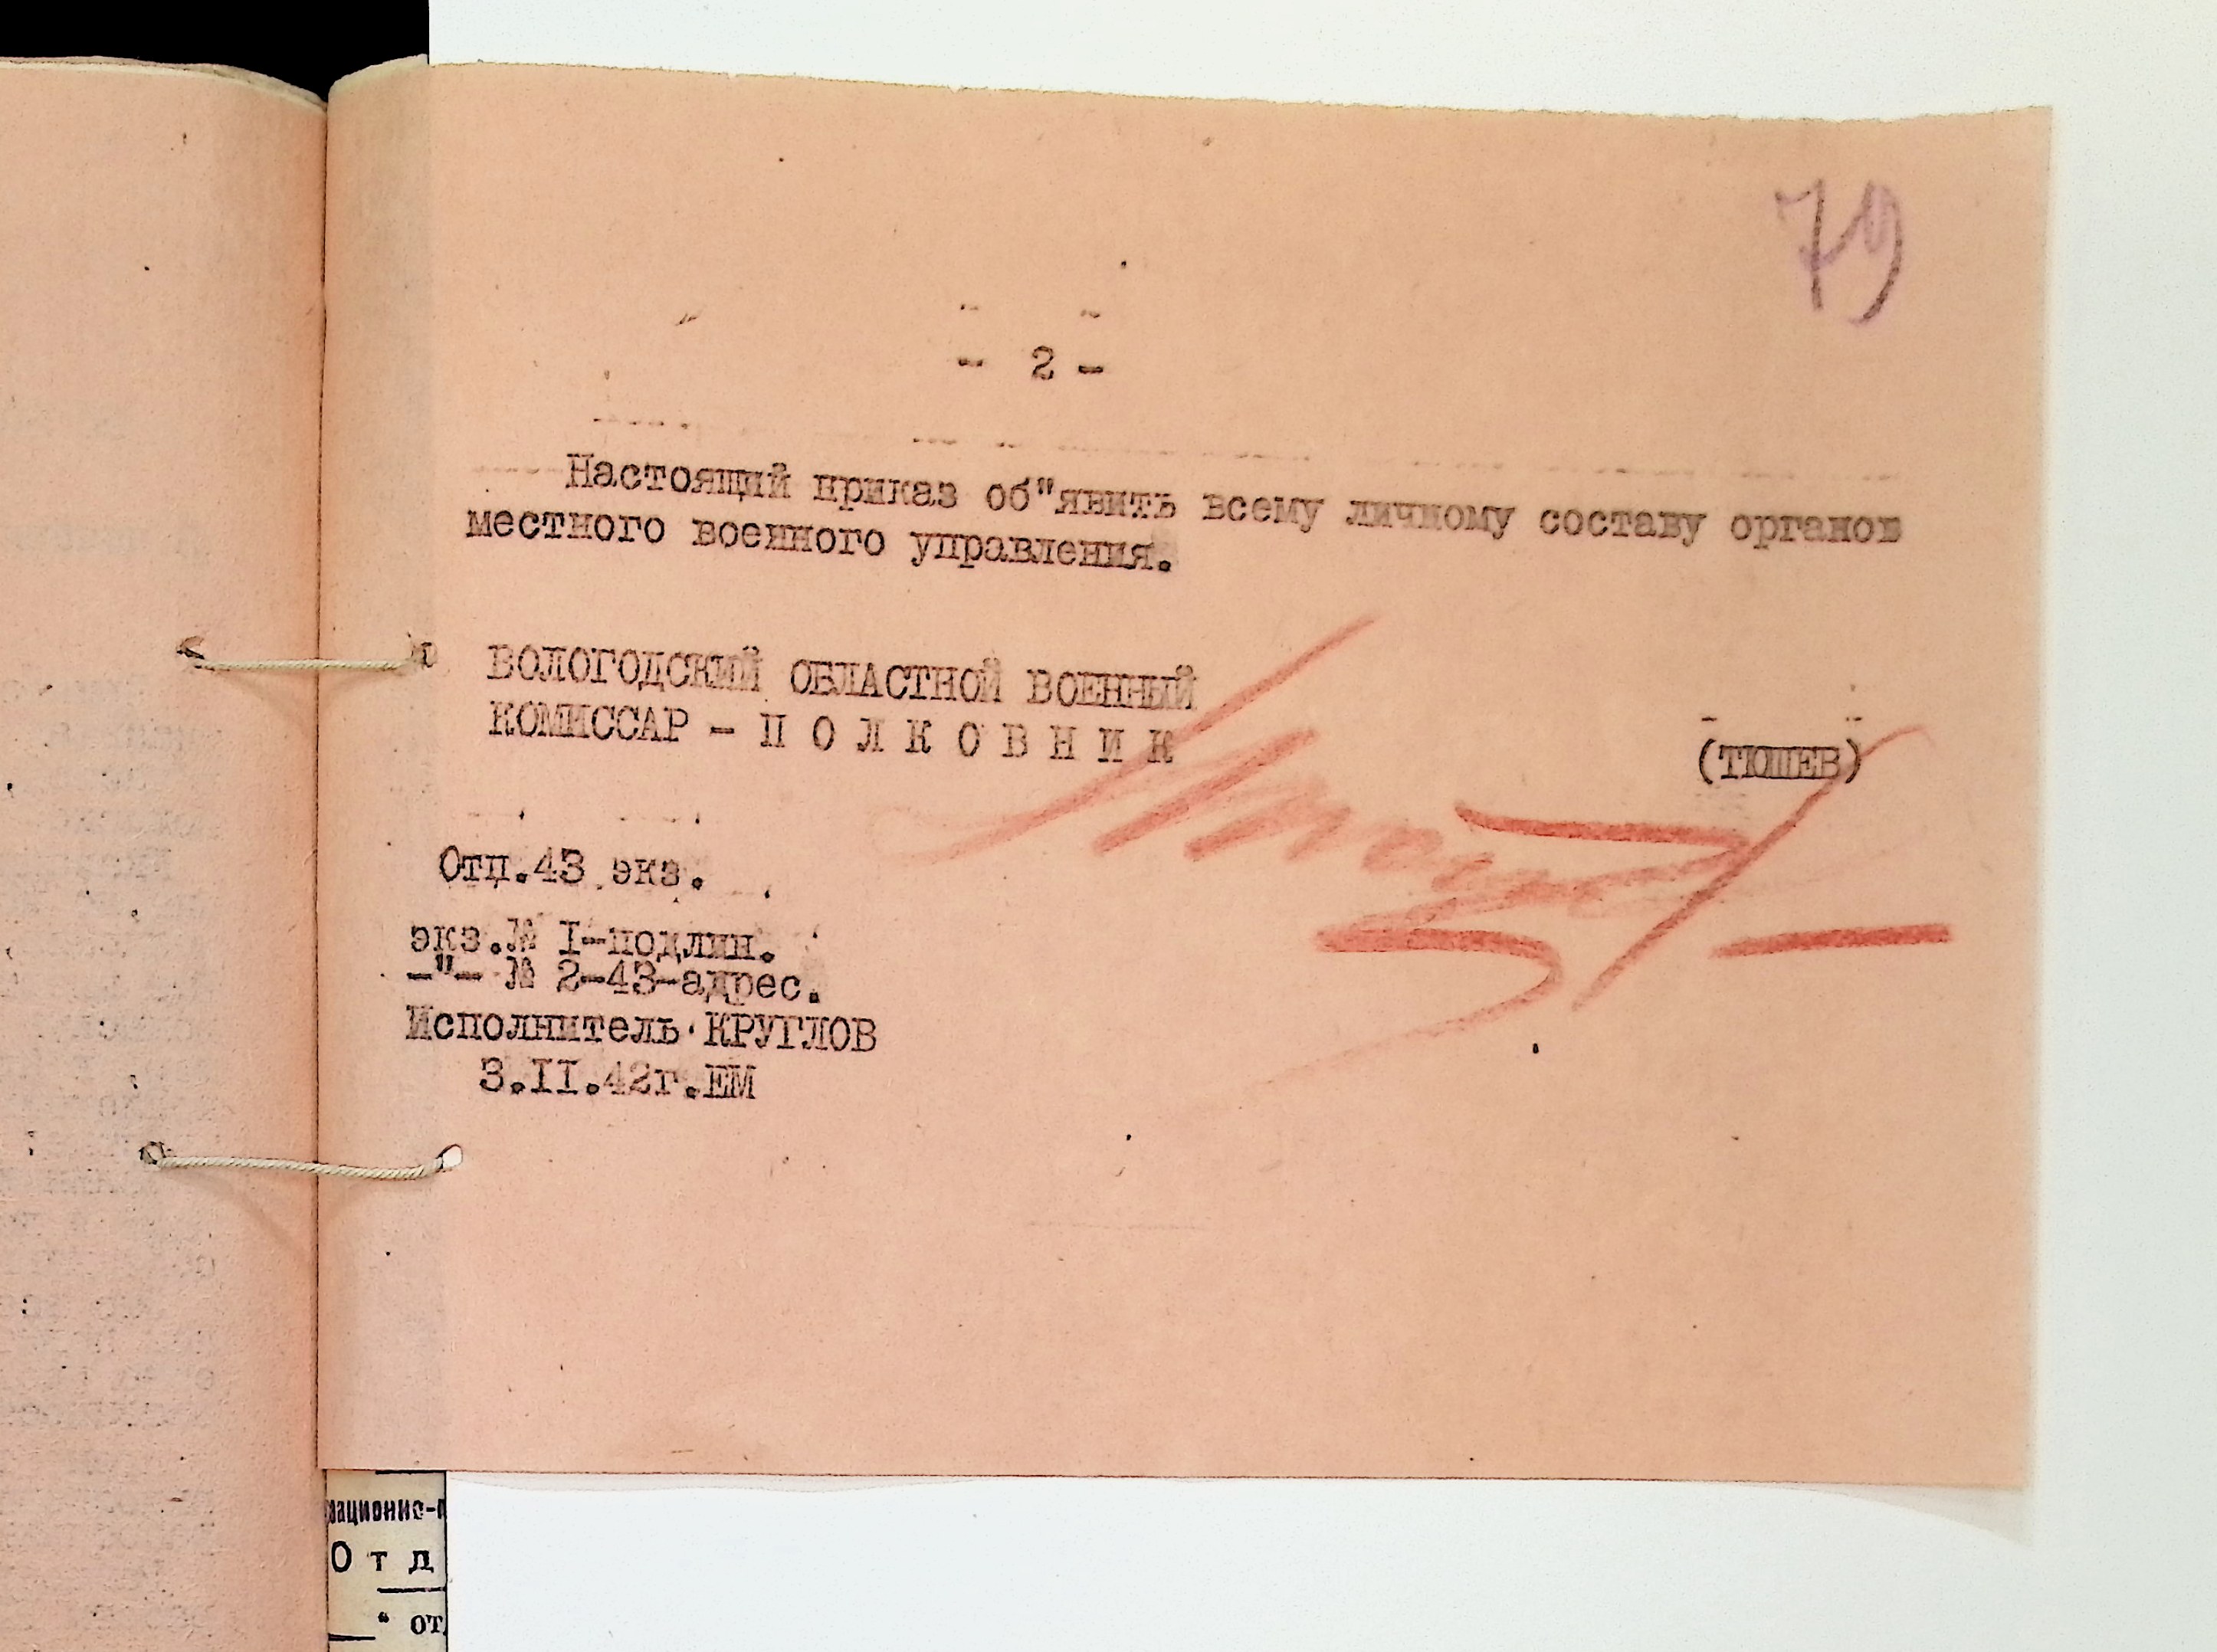 79
- 2 -
Настоящий приказ об"явить всему личному составу органов
местного военного управления.
ВОЛОГОДСКИЙ ОБЛАСТНОЙ ВОЕННЫЙ
КОМИССАР - П О Л К О В Н И К
(ТЮШЕВ)
Отп.43 экз.
экз.№ I-подлин.
-"- № 2-43-адрес.
Исполнитель КРУГЛОВ
3.II.42г.ЕМ
О т д
" от